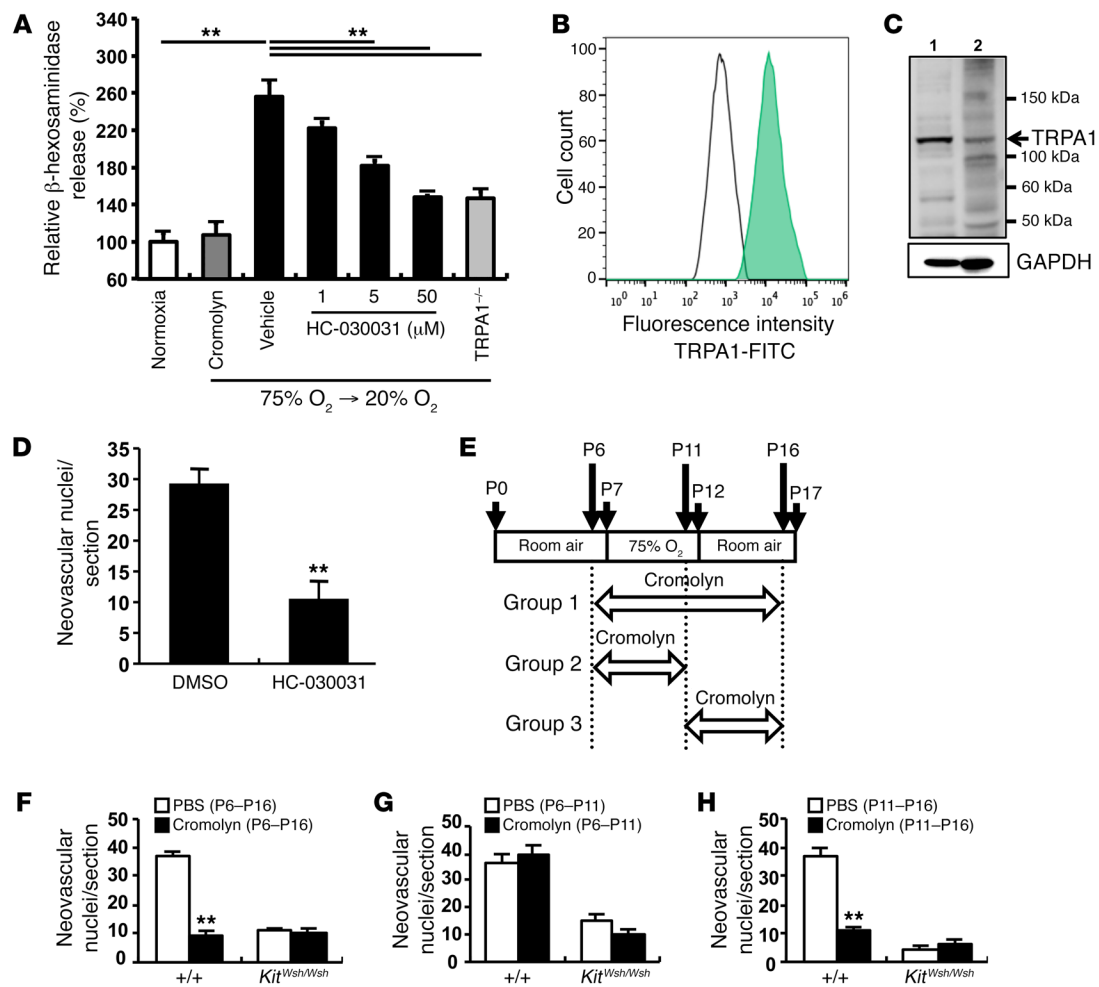 A
Relative β-hexosaminidase
release (%)
340
300
260
220
180
140
100
60
**
**
Normoxia
Cromolyn
Vehicle
1
5
50
HC-030031 (μM)
TRPA1–/–
75% O2 → 20% O2
B
Cell count
100
80
60
40
20
0
10^0 10^1 10^2 10^3 10^4 10^5 10^6
Fluorescence intensity
TRPA1-FITC
C
1 2
150 kDa
TRPA1
100 kDa
60 kDa
50 kDa
GAPDH
D
Neovascular nuclei/
section
35
30
25
20
15
10
5
0
**
DMSO HC-030031
E
P6 P11 P16
P0 P7 P12 P17
Room air 75% O2 Room air
Cromolyn
Group 1
Cromolyn
Group 2
Cromolyn
Group 3
F
PBS (P6–P16)
Cromolyn (P6–P16)
Neovascular
nuclei/section
50
40
30
20
10
0
**
+/+ Kit^Wsh/Wsh
G
PBS (P6–P11)
Cromolyn (P6–P11)
Neovascular
nuclei/section
50
40
30
20
10
0
+/+ Kit^Wsh/Wsh
H
PBS (P11–P16)
Cromolyn (P11–P16)
Neovascular
nuclei/section
50
40
30
20
10
0
**
+/+ Kit^Wsh/Wsh